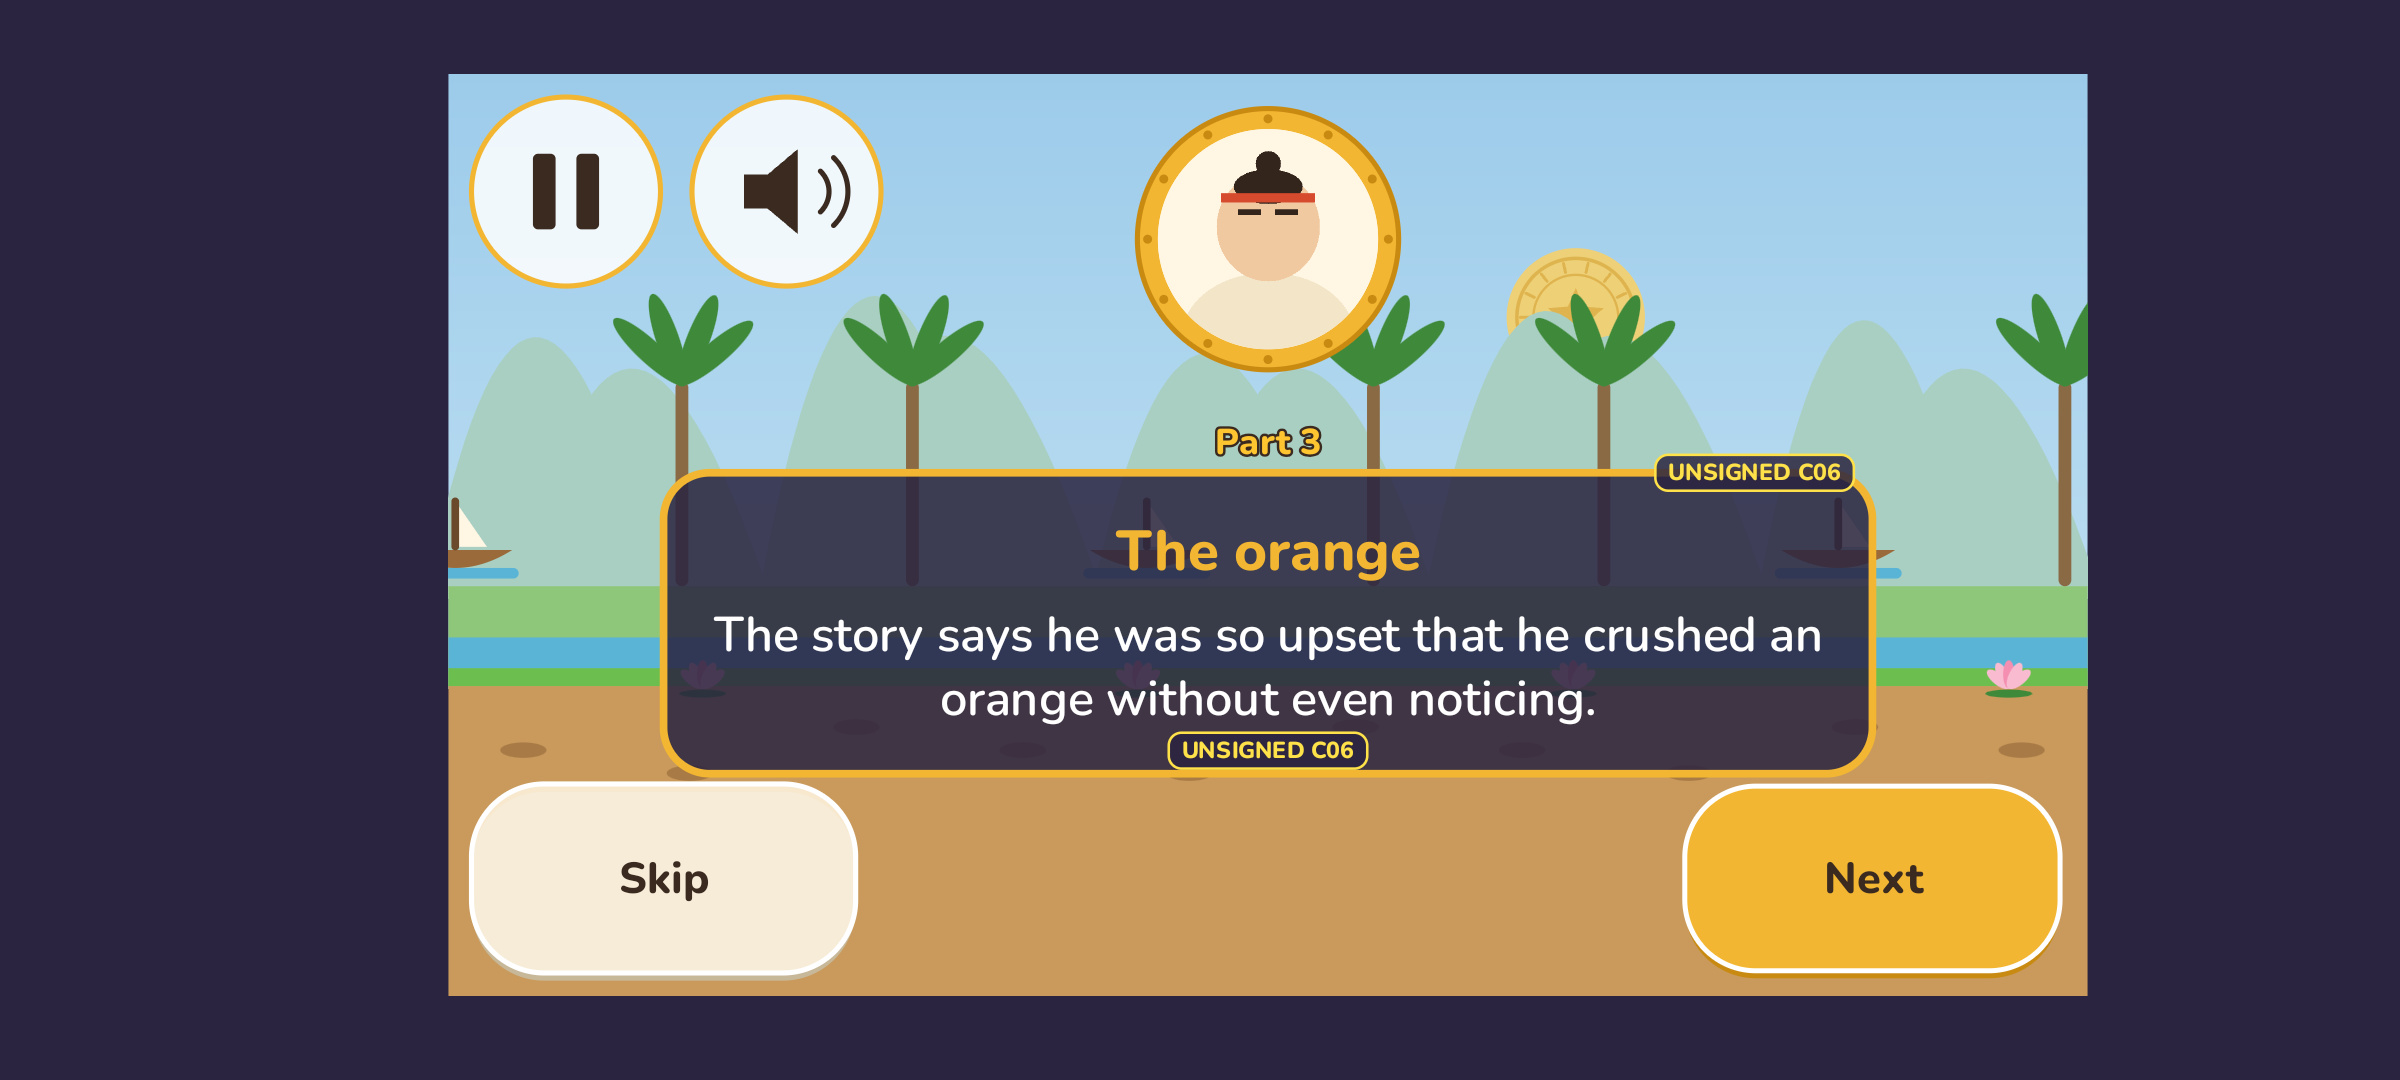 Part 3
UNSIGNED C06
The orange
The story says he was so upset that he crushed an
orange without even noticing.
UNSIGNED C06
Skip
Next